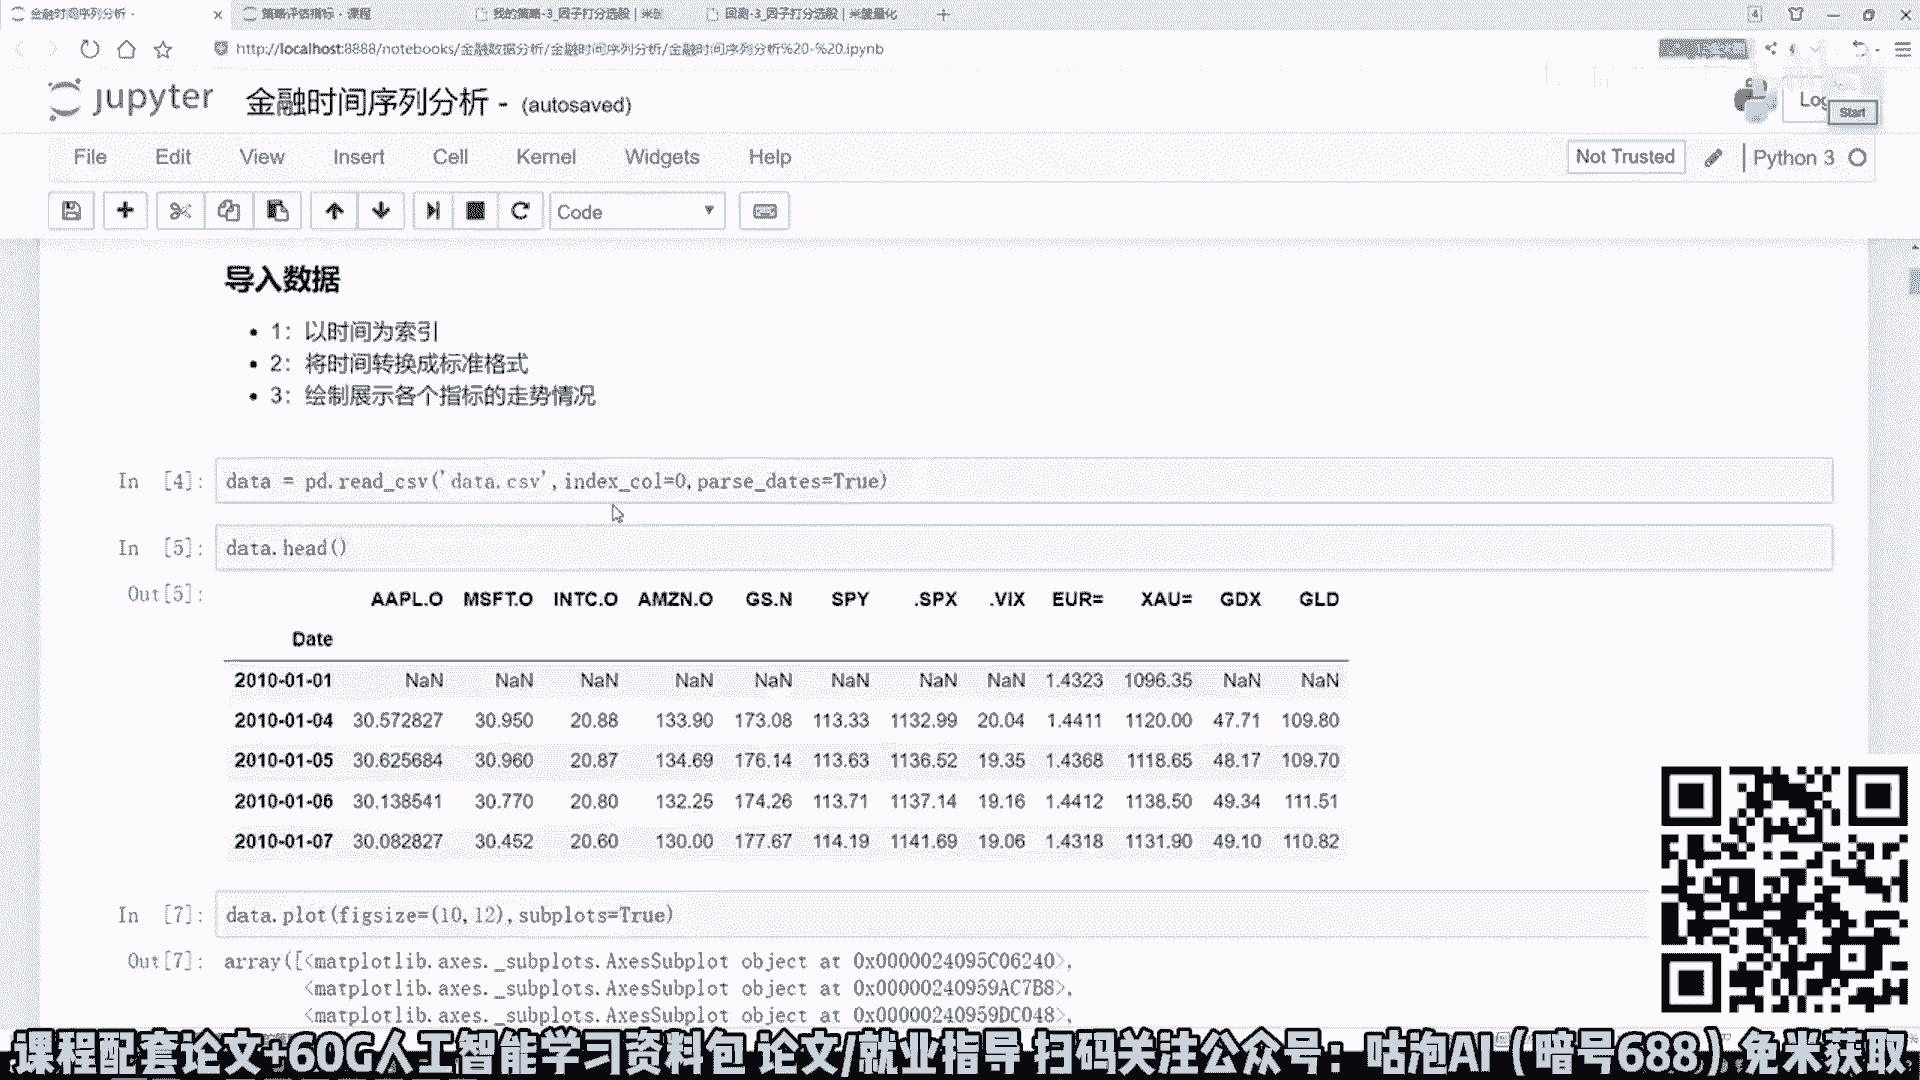 金融时间序列分析 -
策略评估指标 - 课程
我的策略-3_因子打分选股 | 米筐
回测-3_因子打分选股 | 米筐量化
4
http://localhost:8888/notebooks/金融数据分析/金融时间序列分析/金融时间序列分析%20-%20.ipynb
jupyter 金融时间序列分析 - (autosaved)
Log
Start
File Edit View Insert Cell Kernel Widgets Help
Not Trusted
Python 3
Code
导入数据
1：以时间为索引
2：将时间转换成标准格式
3：绘制展示各个指标的走势情况
In [4]: data = pd.read_csv('data.csv',index_col=0,parse_dates=True)
In [5]: data.head()
Out[5]:
AAPL.O MSFT.O INTC.O AMZN.O GS.N SPY .SPX .VIX EUR= XAU= GDX GLD
Date
2010-01-01 NaN NaN NaN NaN NaN NaN NaN NaN 1.4323 1096.35 NaN NaN
2010-01-04 30.572827 30.950 20.88 133.90 173.08 113.33 1132.99 20.04 1.4411 1120.00 47.71 109.80
2010-01-05 30.625684 30.960 20.87 134.69 176.14 113.63 1136.52 19.35 1.4368 1118.65 48.17 109.70
2010-01-06 30.138541 30.770 20.80 132.25 174.26 113.71 1137.14 19.16 1.4412 1138.50 49.34 111.51
2010-01-07 30.082827 30.452 20.60 130.00 177.67 114.19 1141.69 19.06 1.4318 1131.90 49.10 110.82
In [7]: data.plot(figsize=(10,12),subplots=True)
Out[7]: array([<matplotlib.axes._subplots.AxesSubplot object at 0x0000024095C06240>,
<matplotlib.axes._subplots.AxesSubplot object at 0x00000240959AC7B8>,
<matplotlib.axes._subplots.AxesSubplot object at 0x00000240959DC048>,
课程配套论文+60G人工智能学习资料包 论文/就业指导 扫码关注公众号：咕泡AI（暗号688）免米获取